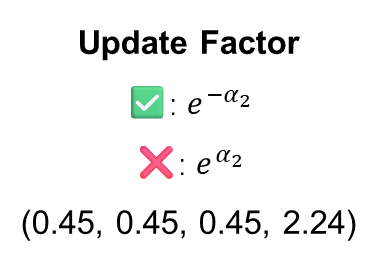 Update Factor
✅: 𝑒^{−𝛼₂}
❌: 𝑒^{𝛼₂}
(0.45, 0.45, 0.45, 2.24)